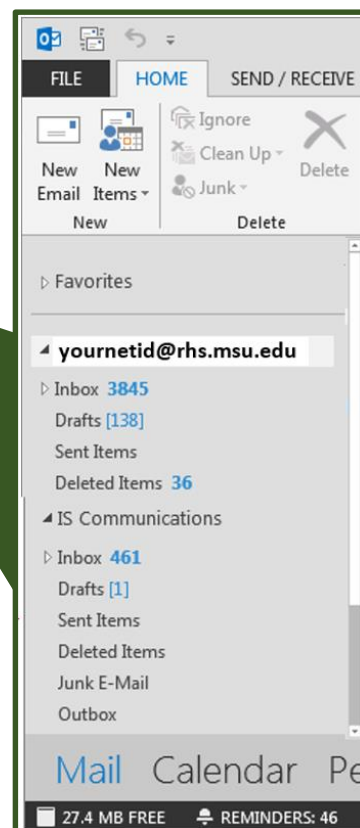 FILE HOME SEND / RECEIVE
New Email
New Items
Ignore
Clean Up
Junk
Delete
New Delete
Favorites
yournetid@rhs.msu.edu
Inbox 3845
Drafts [138]
Sent Items
Deleted Items 36
IS Communications
Inbox 461
Drafts [1]
Sent Items
Deleted Items
Junk E-Mail
Outbox
Mail Calendar Pe
27.4 MB FREE REMINDERS: 46